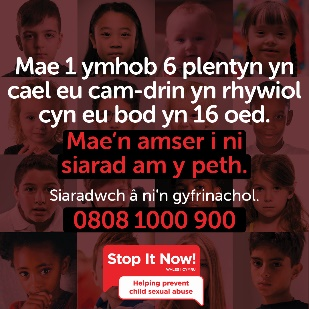 Mae 1 ymhob 6 plentyn yn
cael eu cam-drin yn rhywiol
cyn eu bod yn 16 oed.
Mae'n amser i ni
siarad am y peth.
Siaradwch â ni'n gyfrinachol.
0808 1000 900
Stop It Now!
WALES | CYMRU
Helping prevent
child sexual abuse